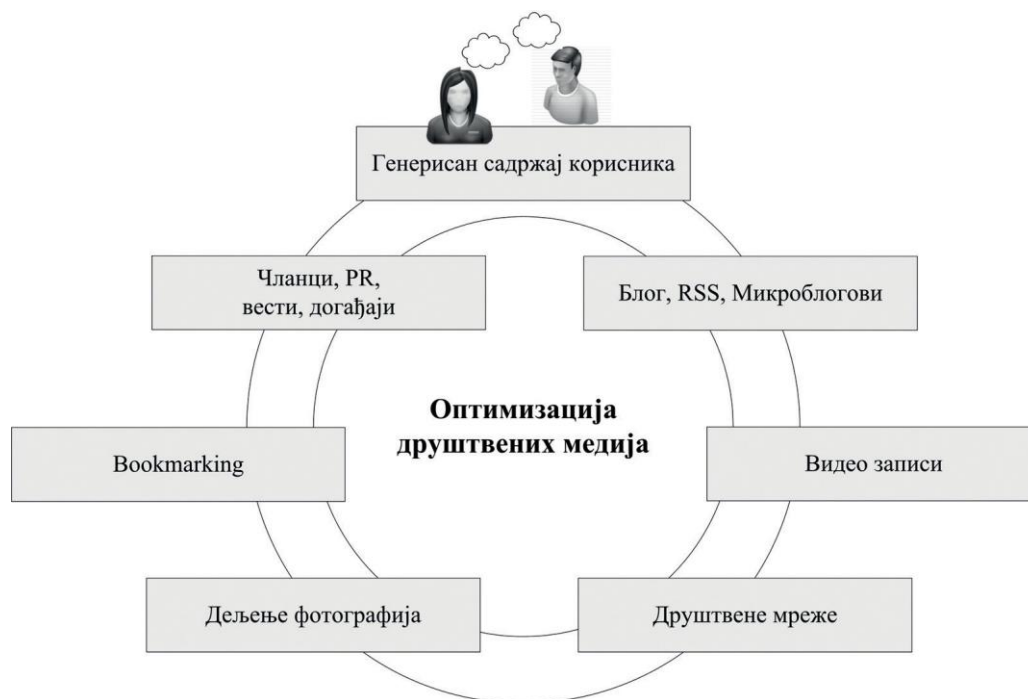 Генерисан садржај корисника
Чланци, PR,
вести, догађаји
Блог, RSS, Микроблогови
Оптимизација
друштвених медија
Bookmarking
Видео записи
Дељење фотографија
Друштвене мреже